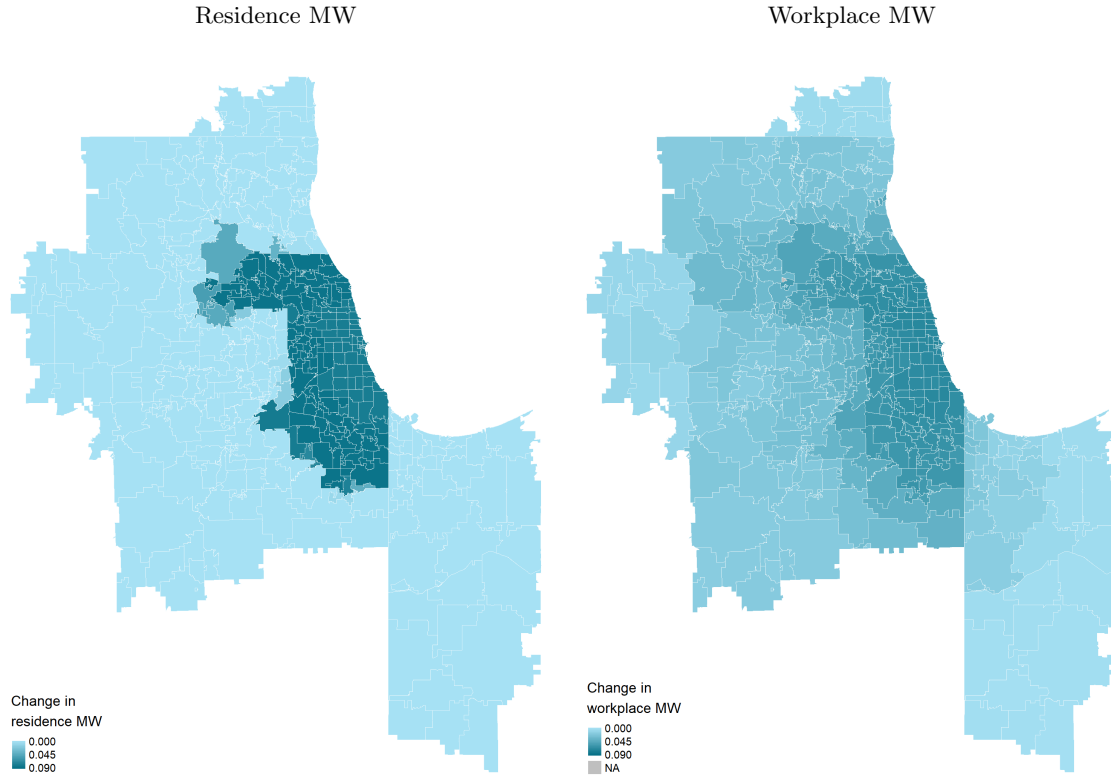 Residence MW
Workplace MW
Change in
residence MW
0.000
0.045
0.090
Change in
workplace MW
0.000
0.045
0.090
NA